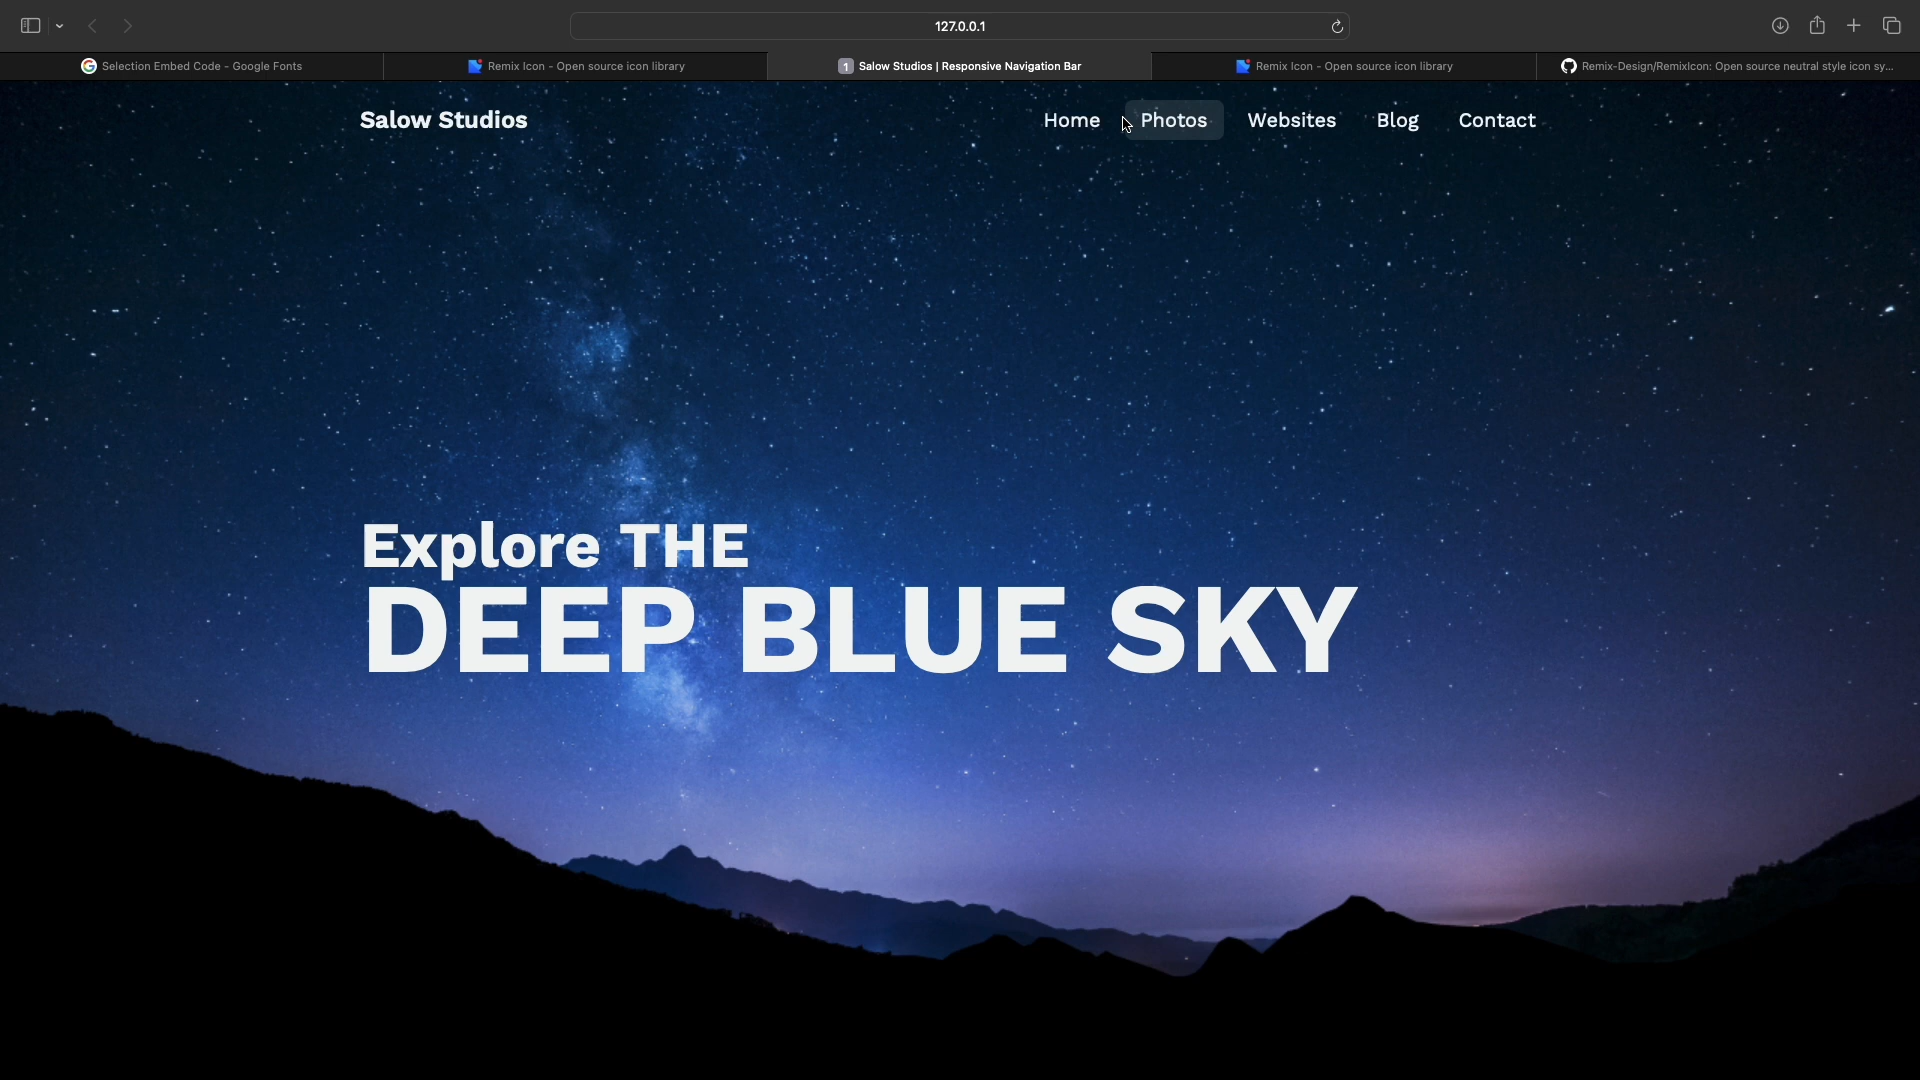 127.0.0.1
Selection Embed Code - Google Fonts
Remix Icon - Open source icon library
1 Salow Studios | Responsive Navigation Bar
Remix Icon - Open source icon library
Remix-Design/RemixIcon: Open source neutral style icon sy...
Salow Studios
Home
Photos
Websites
Blog
Contact
Explore THE
DEEP BLUE SKY